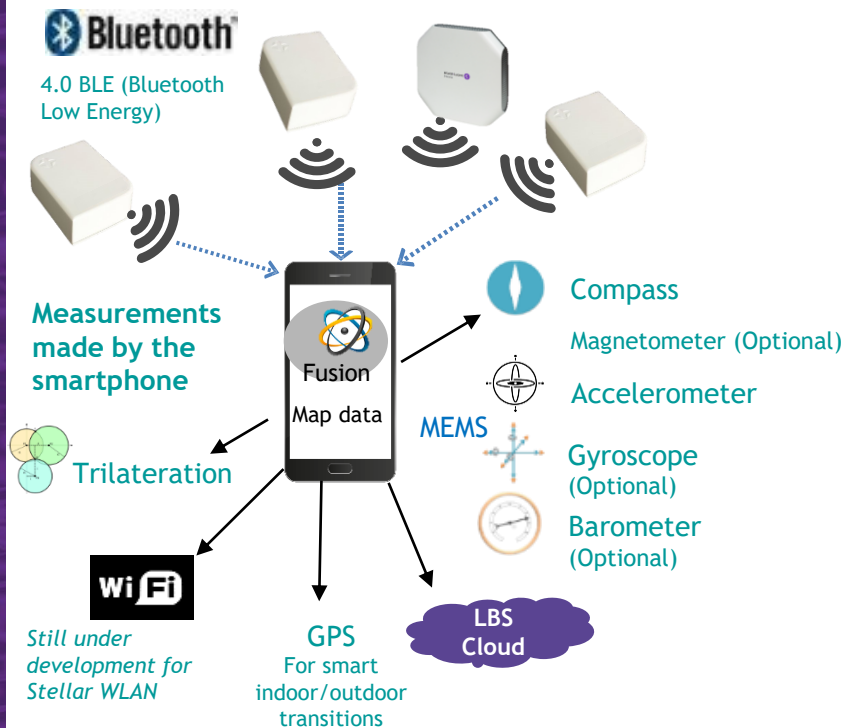 Bluetooth
4.0 BLE (Bluetooth
Low Energy)
Measurements
made by the
smartphone
Fusion
Map data
Compass
Magnetometer (Optional)
Accelerometer
MEMS
Gyroscope
(Optional)
Barometer
(Optional)
Trilateration
Wi Fi
Still under
development for
Stellar WLAN
GPS
For smart
indoor/outdoor
transitions
LBS
Cloud